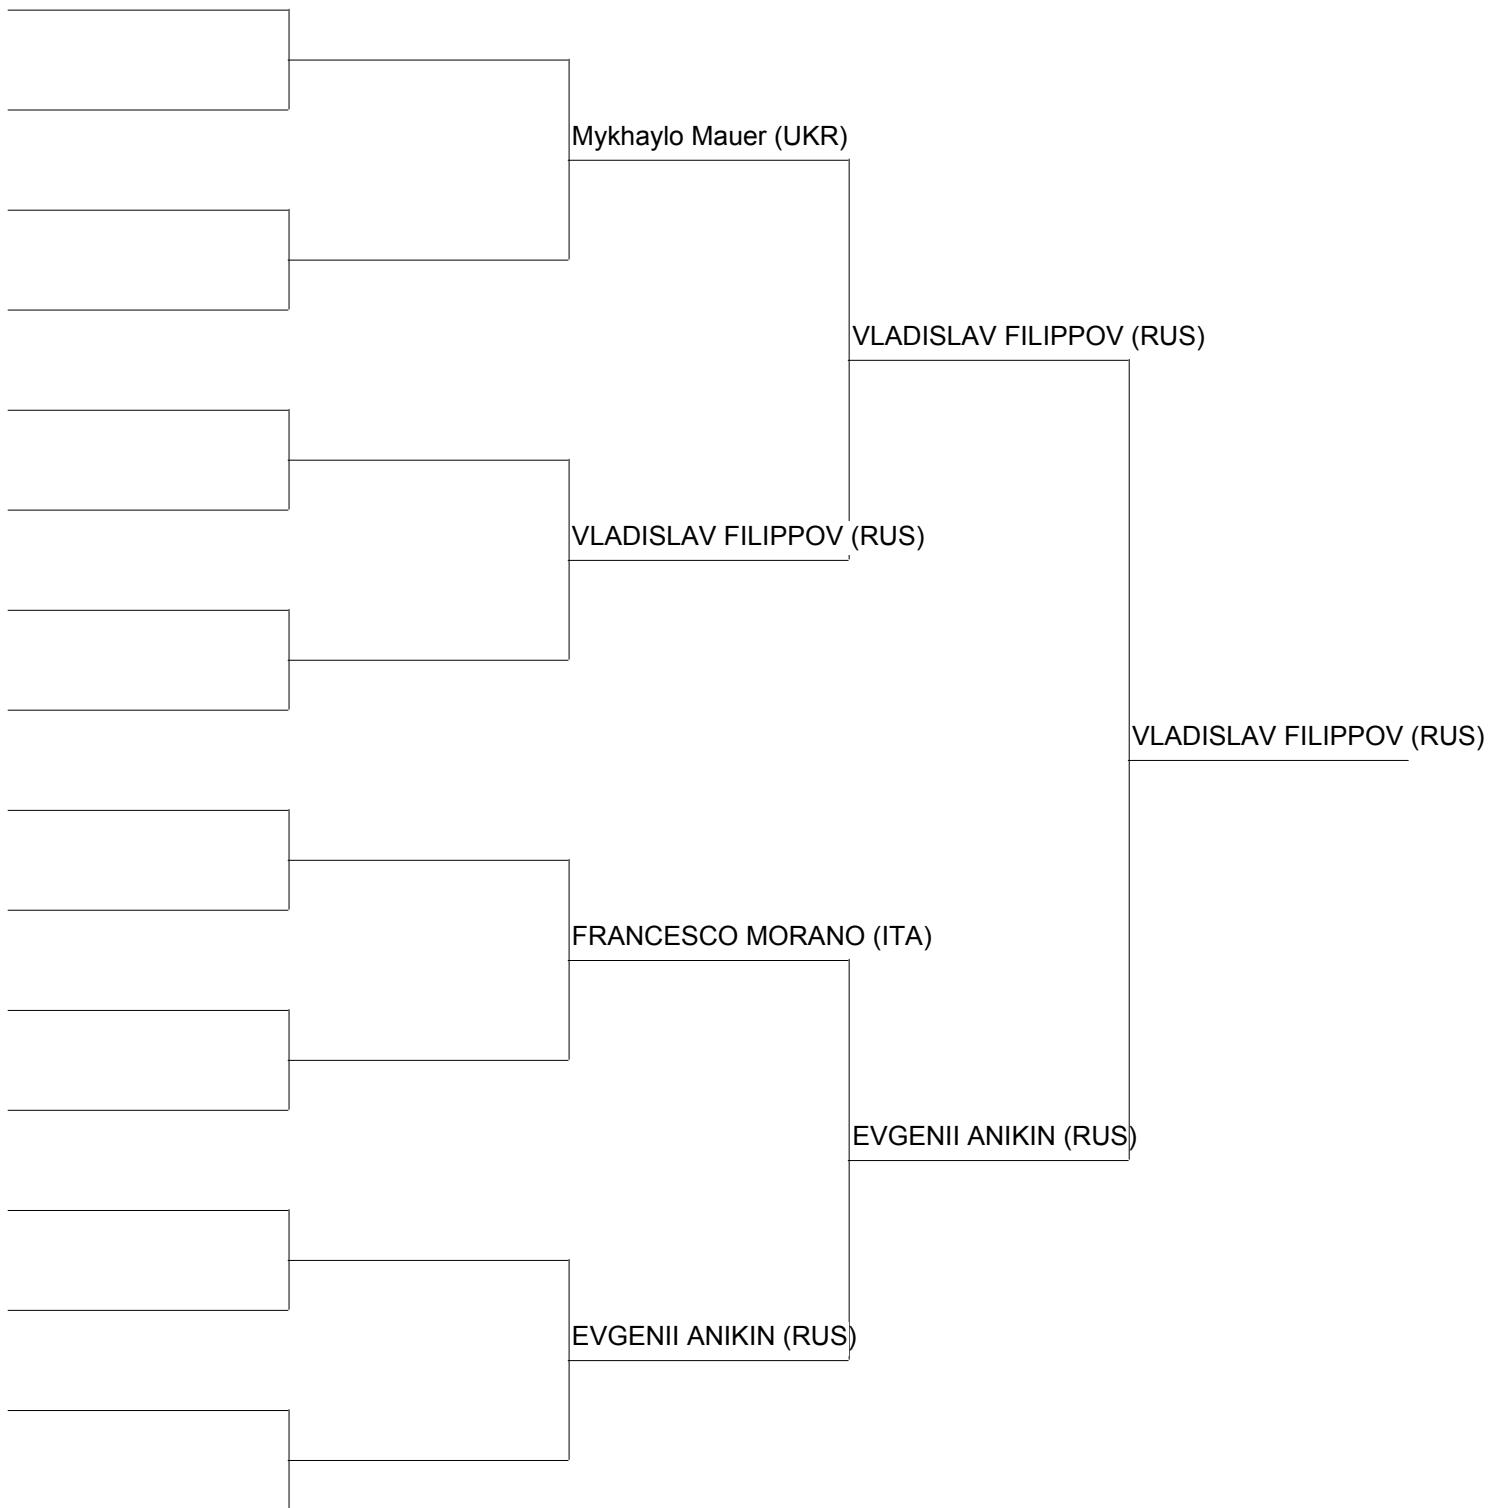 Mykhaylo Mauer (UKR)
VLADISLAV FILIPPOV (RUS)
VLADISLAV FILIPPOV (RUS)
VLADISLAV FILIPPOV (RUS)
FRANCESCO MORANO (ITA)
EVGENII ANIKIN (RUS)
EVGENII ANIKIN (RUS)